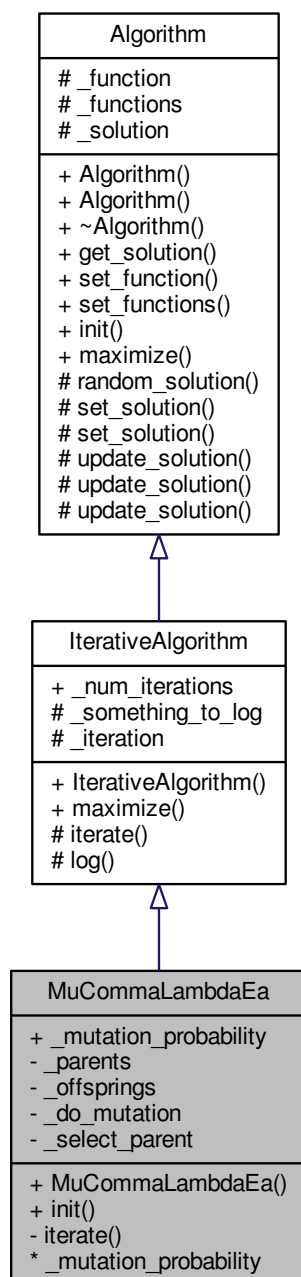 Algorithm
# _function
# _functions
# _solution
+ Algorithm()
+ Algorithm()
+ ~Algorithm()
+ get_solution()
+ set_function()
+ set_functions()
+ init()
+ maximize()
# random_solution()
# set_solution()
# set_solution()
# update_solution()
# update_solution()
# update_solution()
IterativeAlgorithm
+ _num_iterations
# _something_to_log
# _iteration
+ IterativeAlgorithm()
+ maximize()
# iterate()
# log()
MuCommaLambdaEa
+ _mutation_probability
- _parents
- _offsprings
- _do_mutation
- _select_parent
+ MuCommaLambdaEa()
+ init()
- iterate()
* _mutation_probability